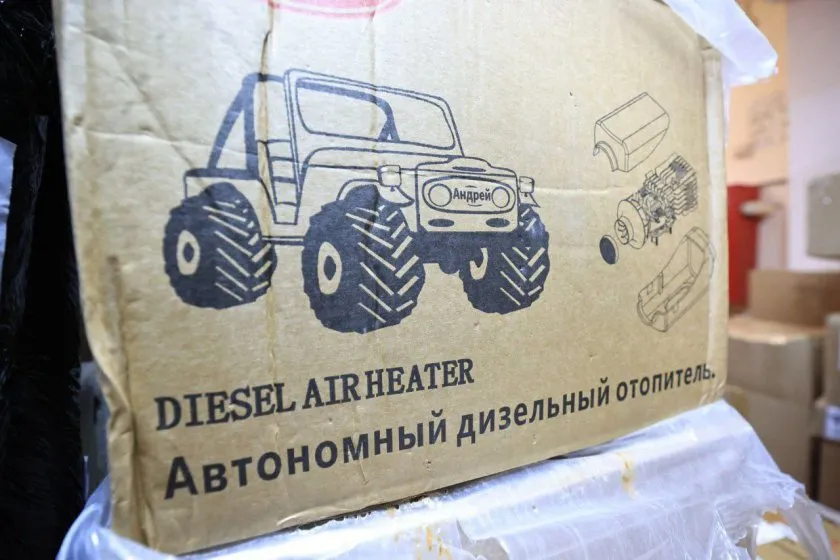 Андрей
DIESEL AIR HEATER
Автономный дизельный отопитель.